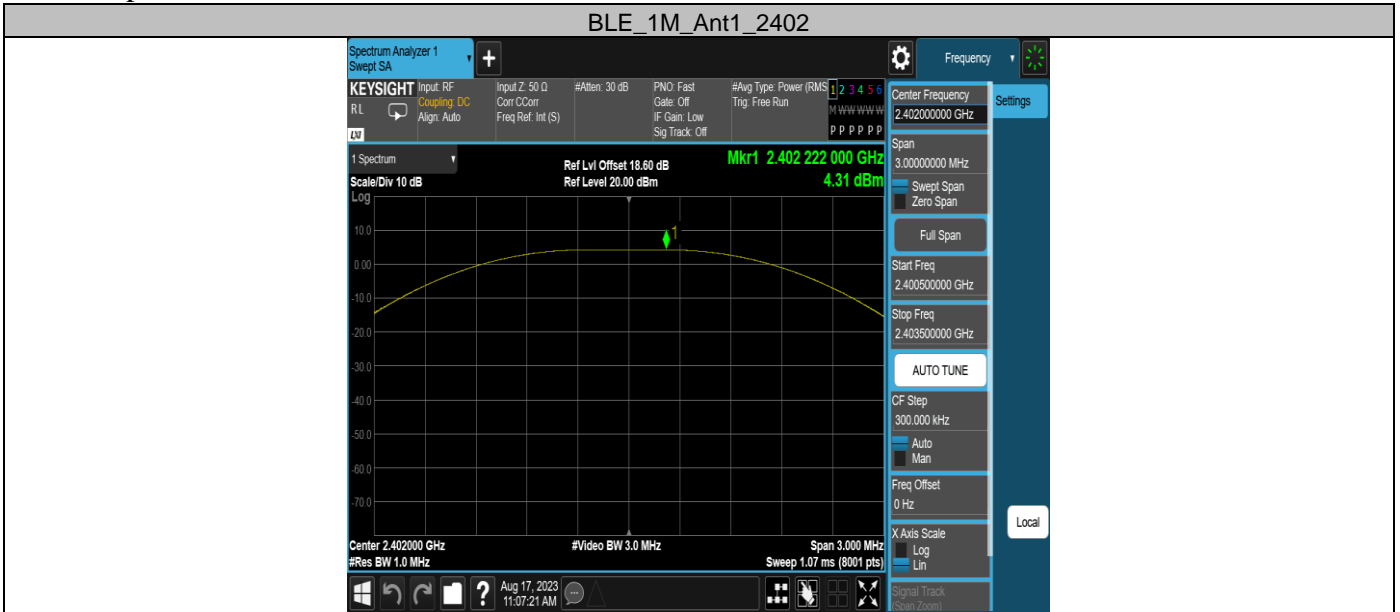 BLE_1M_Ant1_2402
Spectrum Analyzer 1
Swept SA
+
Frequency
KEYSIGHT
RL
LXI
Input: RF
Coupling: DC
Align: Auto
Input Z: 50 Ω
Corr CCorr
Freq Ref: Int (S)
#Atten: 30 dB
PNO: Fast
Gate: Off
IF Gain: Low
Sig Track: Off
#Avg Type: Power (RMS
Trig: Free Run
1 2 3 4 5 6
M W W W W W
P P P P P P
1 Spectrum
Scale/Div 10 dB
Log
Ref Lvl Offset 18.60 dB
Ref Level 20.00 dBm
Mkr1 2.402 222 000 GHz
4.31 dBm
1
10.0
0.00
-10.0
-20.0
-30.0
-40.0
-50.0
-60.0
-70.0
Center 2.402000 GHz
#Video BW 3.0 MHz
Span 3.000 MHz
#Res BW 1.0 MHz
Sweep 1.07 ms (8001 pts)
?
Aug 17, 2023
11:07:21 AM
Center Frequency
2.402000000 GHz
Settings
Span
3.00000000 MHz
Swept Span
Zero Span
Full Span
Start Freq
2.400500000 GHz
Stop Freq
2.403500000 GHz
AUTO TUNE
CF Step
300.000 kHz
Auto
Man
Freq Offset
0 Hz
Local
X Axis Scale
Log
Lin
Signal Track
(Span Zoom)